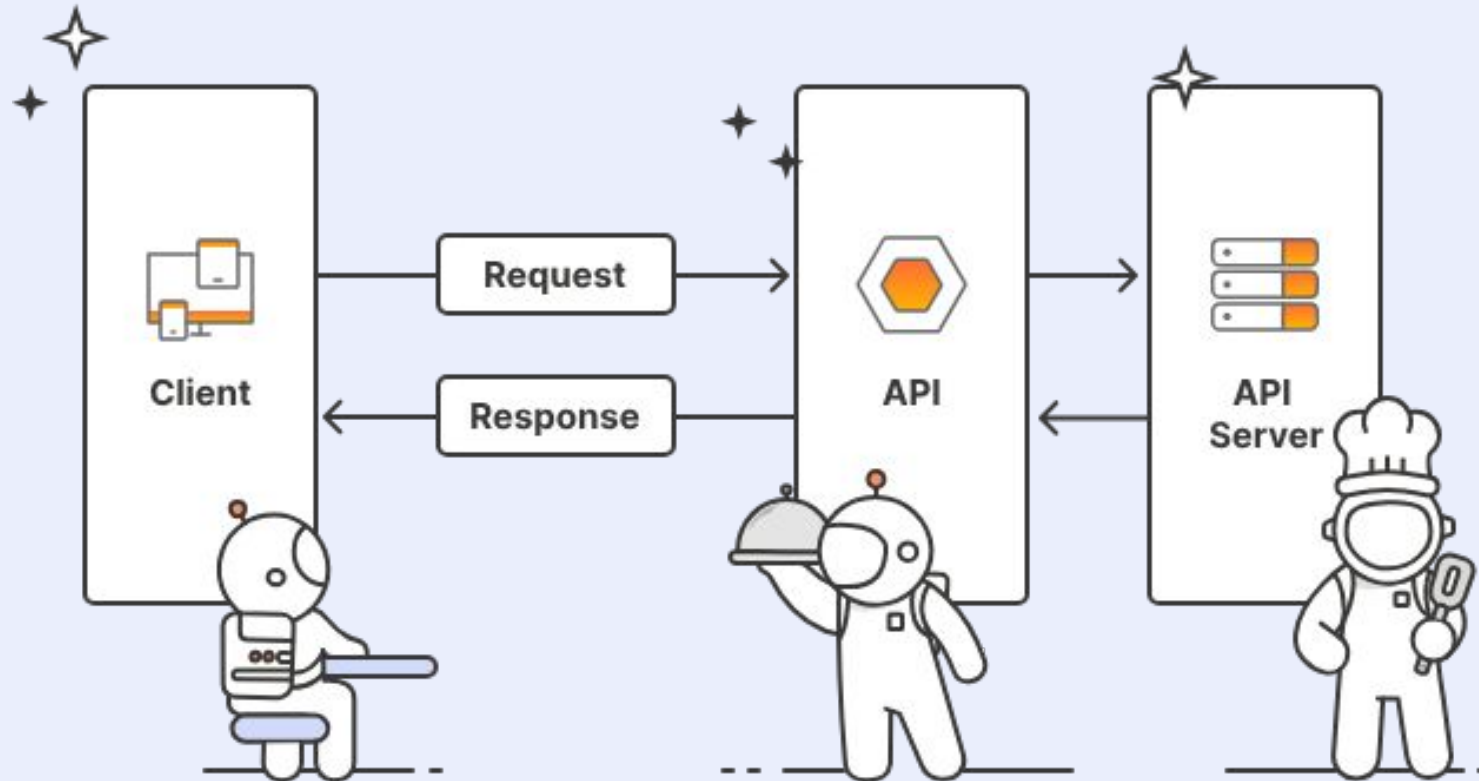 Request
Client
API
API
Server
Response